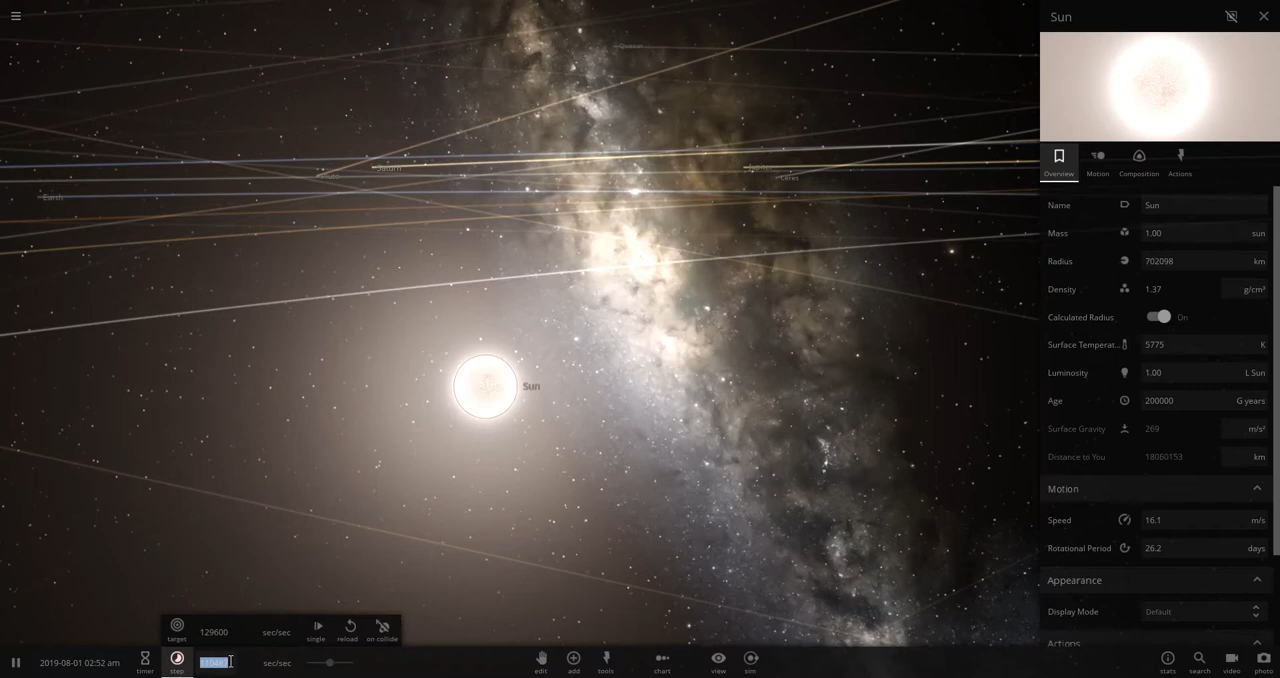 Sun
Quaoar
Overview
Motion
Composition
Actions
Saturn
Jupiter
Pluto
Ceres
Earth
Name
Sun
Mass
1.00
sun
Radius
702098
km
Density
1.37
g/cm³
Calculated Radius
On
Surface Temperat...
5775
K
Luminosity
1.00
L Sun
Sun
Age
200000
G years
Surface Gravity
269
m/s²
Distance to You
18060153
km
Motion
Speed
16.1
m/s
Rotational Period
26.2
days
Appearance
Display Mode
Default
Actions
target
129600
sec/sec
single
reload
on collide
2019-08-01 02:52 am
timer
step
sec/sec
edit
add
tools
chart
view
sim
stats
search
video
photo